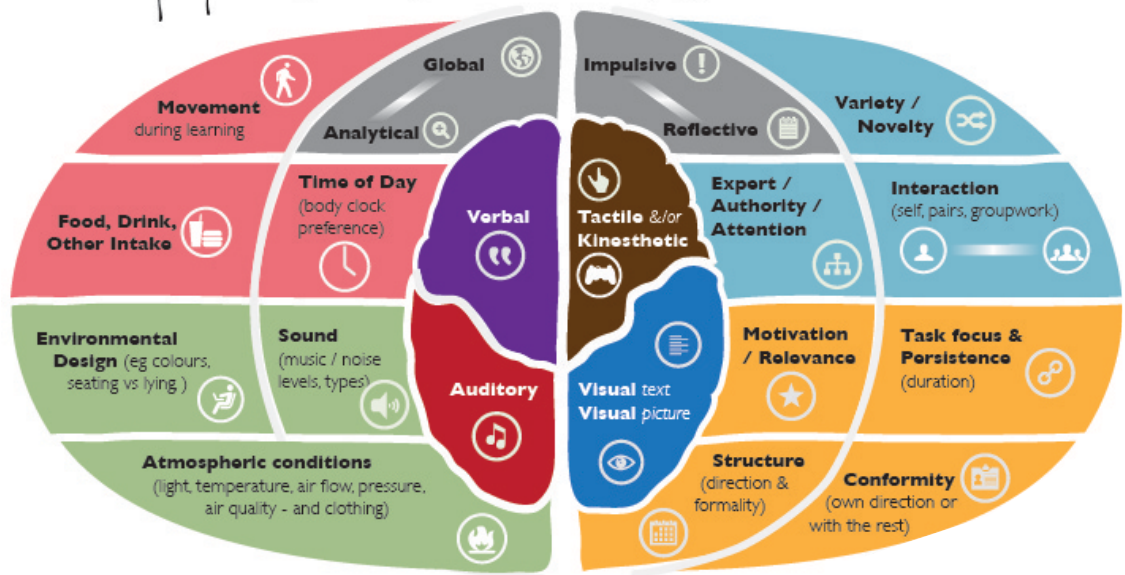 Global
Analytical
Impulsive
Reflective
Movement
during learning
Variety /
Novelty
Food, Drink,
Other Intake
Time of Day
(body clock
preference)
Verbal
Tactile &/or
Kinesthetic
Expert /
Authority /
Attention
Interaction
(self, pairs, groupwork)
Environmental
Design (eg colours,
seating vs lying.)
Sound
(music / noise
levels, types)
Auditory
Visual text
Visual picture
Motivation
/ Relevance
Task focus &
Persistence
(duration)
Atmospheric conditions
(light, temperature, air flow, pressure,
air quality - and clothing)
Structure
(direction &
formality)
Conformity
(own direction or
with the rest)